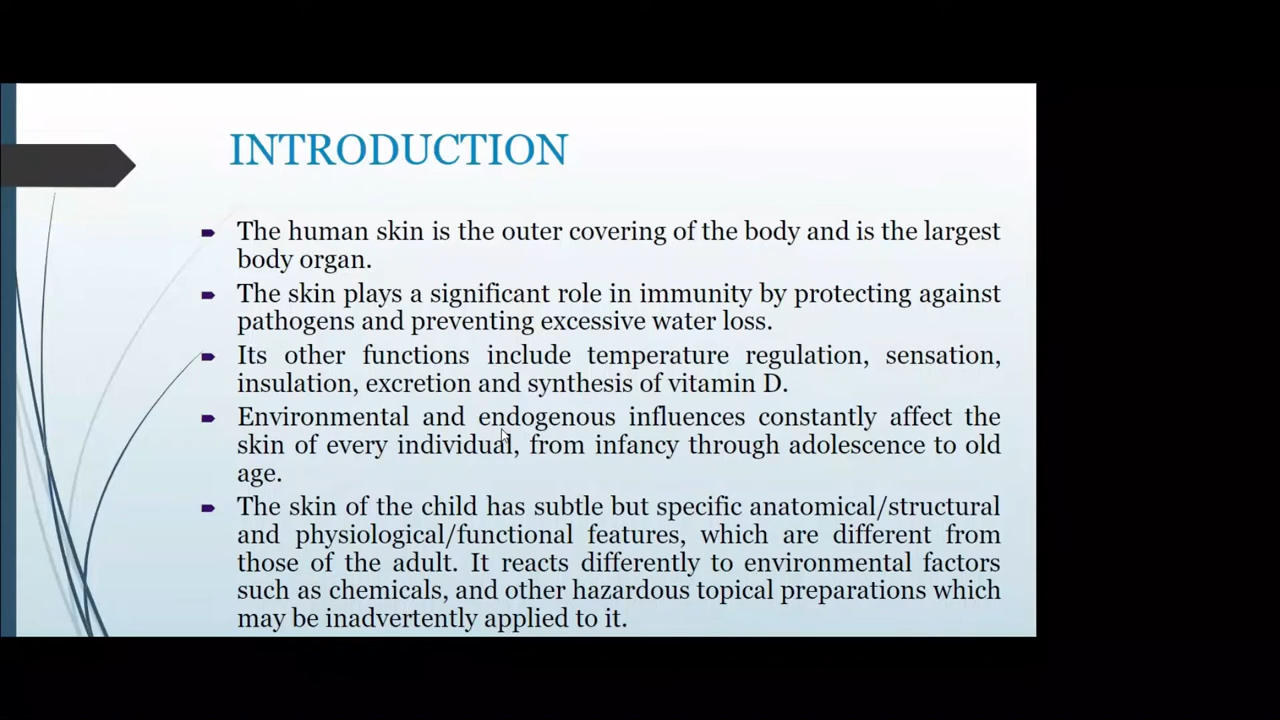 INTRODUCTION
The human skin is the outer covering of the body and is the largest
body organ.
The skin plays a significant role in immunity by protecting against
pathogens and preventing excessive water loss.
Its other functions include temperature regulation, sensation,
insulation, excretion and synthesis of vitamin D.
Environmental and endogenous influences constantly affect the
skin of every individual, from infancy through adolescence to old
age.
The skin of the child has subtle but specific anatomical/structural
and physiological/functional features, which are different from
those of the adult. It reacts differently to environmental factors
such as chemicals, and other hazardous topical preparations which
may be inadvertently applied to it.